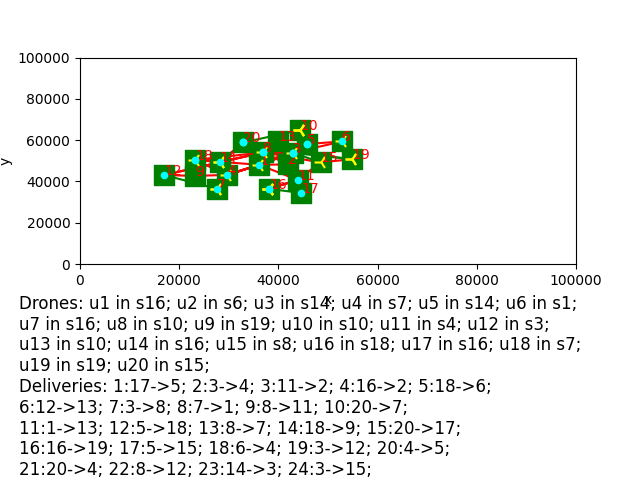 100000
80000
60000
40000
20000
0
y
0 20000 40000 60000 80000 100000
x
Drones: u1 in s16; u2 in s6; u3 in s14; u4 in s7; u5 in s14; u6 in s1;
u7 in s16; u8 in s10; u9 in s19; u10 in s10; u11 in s4; u12 in s3;
u13 in s10; u14 in s16; u15 in s8; u16 in s18; u17 in s16; u18 in s7;
u19 in s19; u20 in s15;
Deliveries: 1:17->5; 2:3->4; 3:11->2; 4:16->2; 5:18->6;
6:12->13; 7:3->8; 8:7->1; 9:8->11; 10:20->7;
11:1->13; 12:5->18; 13:8->7; 14:18->9; 15:20->17;
16:16->19; 17:5->15; 18:6->4; 19:3->12; 20:4->5;
21:20->4; 22:8->12; 23:14->3; 24:3->15;